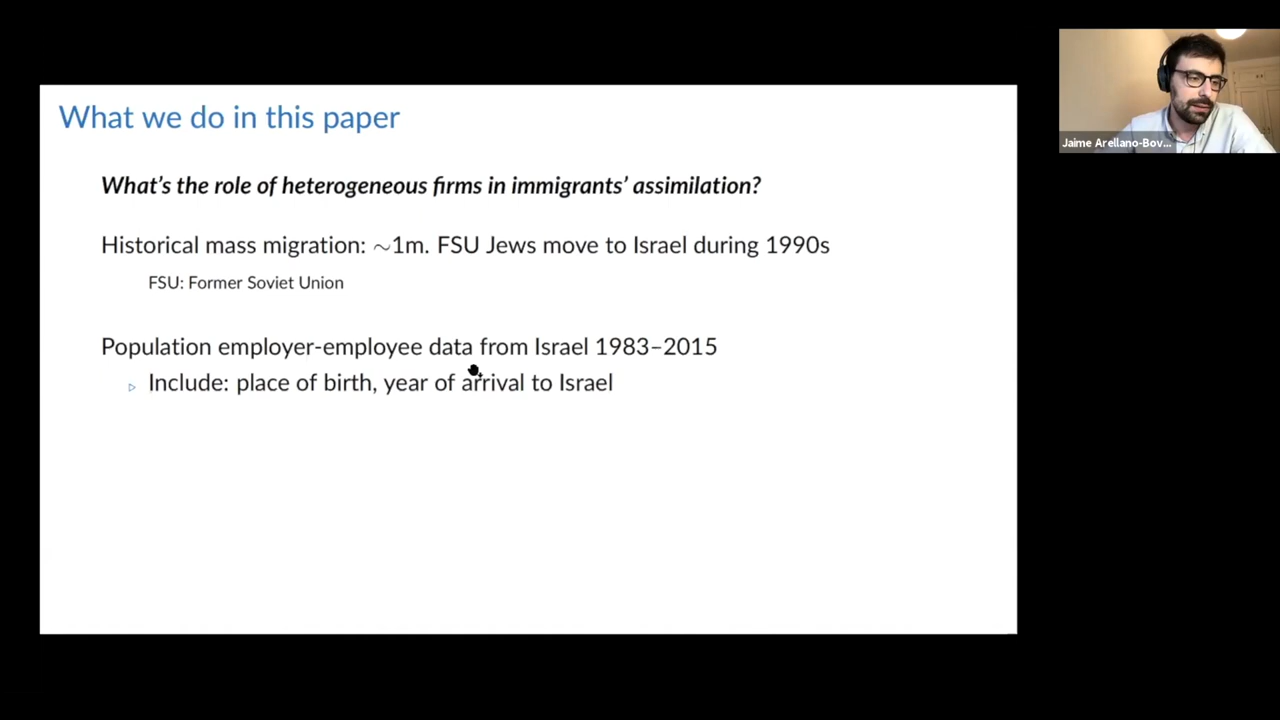 What we do in this paper
What's the role of heterogeneous firms in immigrants' assimilation?
Historical mass migration: ~1m. FSU Jews move to Israel during 1990s
FSU: Former Soviet Union
Population employer-employee data from Israel 1983–2015
▷ Include: place of birth, year of arrival to Israel
Jaime Arellano-Bov...